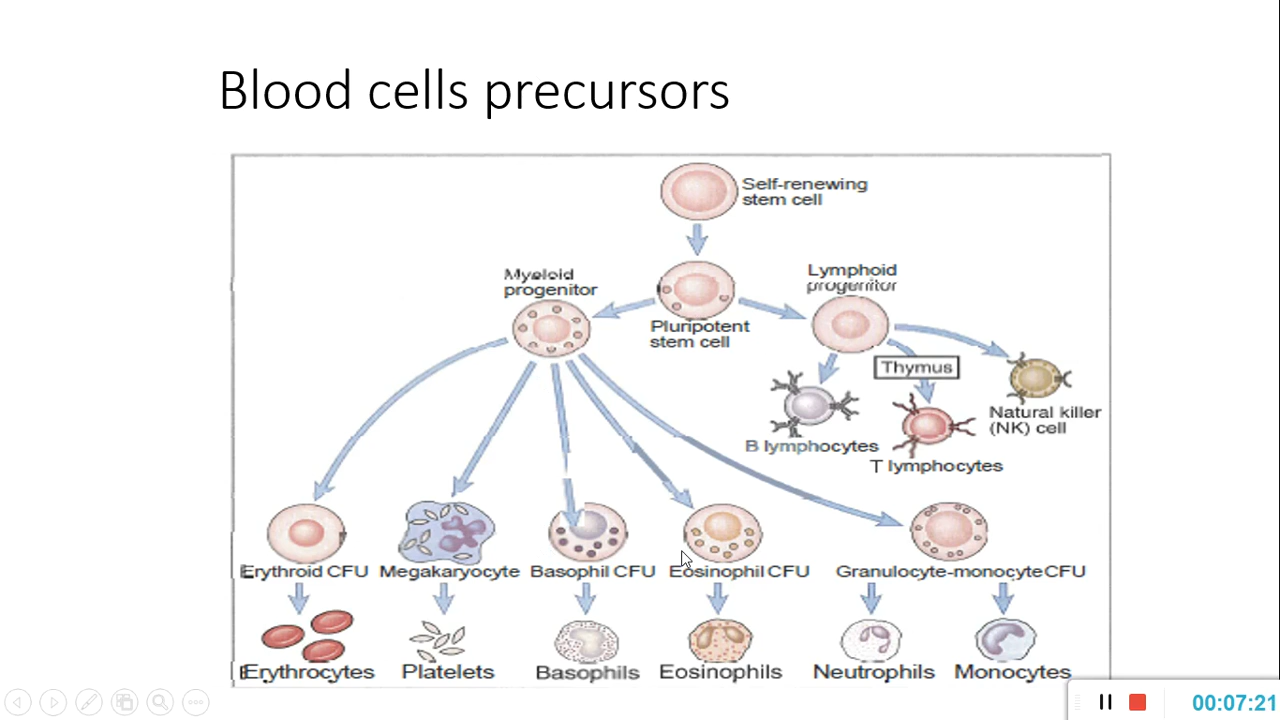 Blood cells precursors
Self-renewing
stem cell
Myeloid
progenitor
Lymphoid
progenitor
Pluripotent
stem cell
Thymus
Natural killer
(NK) cell
B lymphocytes
T lymphocytes
Erythroid CFU
Megakaryocyte
Basophil CFU
Eosinophil CFU
Granulocyte-monocyte CFU
Erythrocytes
Platelets
Basophils
Eosinophils
Neutrophils
Monocytes
00:07:21